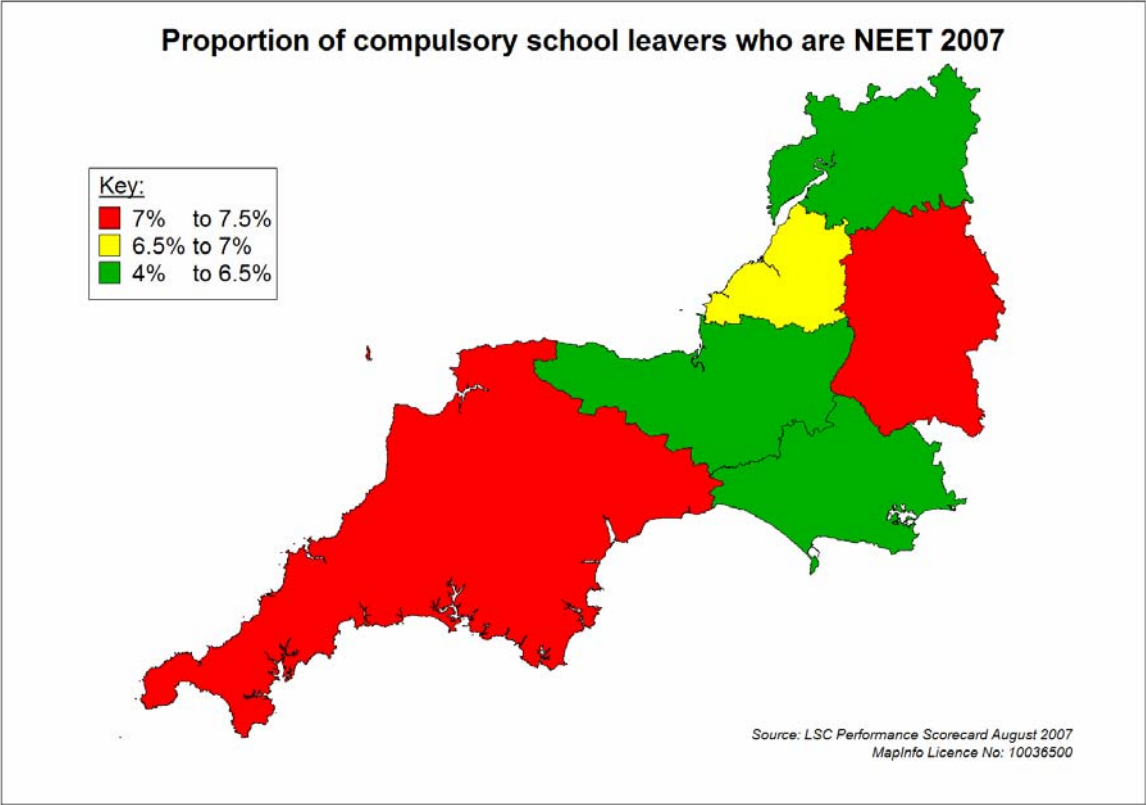 Proportion of compulsory school leavers who are NEET 2007
Key:
7% to 7.5%
6.5% to 7%
4% to 6.5%
Source: LSC Performance Scorecard August 2007
MapInfo Licence No: 10036500